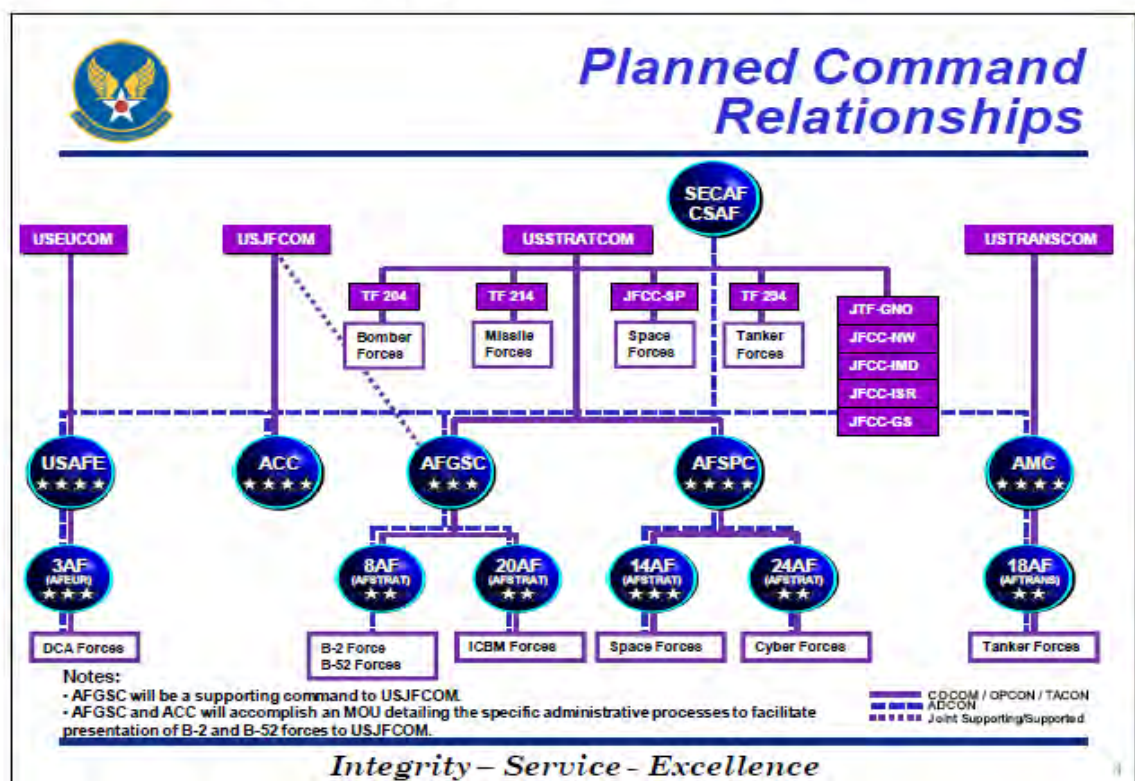 Planned Command
Relationships
SECAF
CSAF
USEUCOM
USJFCOM
USSTRATCOM
USTRANSCOM
TF 204
TF 214
JFCC-SP
TF 294
JTF-GNO
JFCC-NW
JFCC-IMD
JFCC-ISR
JFCC-GS
Bomber
Forces
Missile
Forces
Space
Forces
Tanker
Forces
USAFE
ACC
AFGSC
AFSPC
AMC
3AF
(AFEUR)
8AF
(AFSTRAT)
20AF
(AFSTRAT)
14AF
(AFSTRAT)
24AF
(AFSTRAT)
18AF
(AFTRANS)
DCA Forces
B-2 Force
B-52 Forces
ICBM Forces
Space Forces
Cyber Forces
Tanker Forces
Notes:
- AFGSC will be a supporting command to USJFCOM.
- AFGSC and ACC will accomplish an MOU detailing the specific administrative processes to facilitate
presentation of B-2 and B-52 forces to USJFCOM.
COCOM / OPCON / TACON
ADCON
Joint Supporting/Supported
Integrity – Service - Excellence